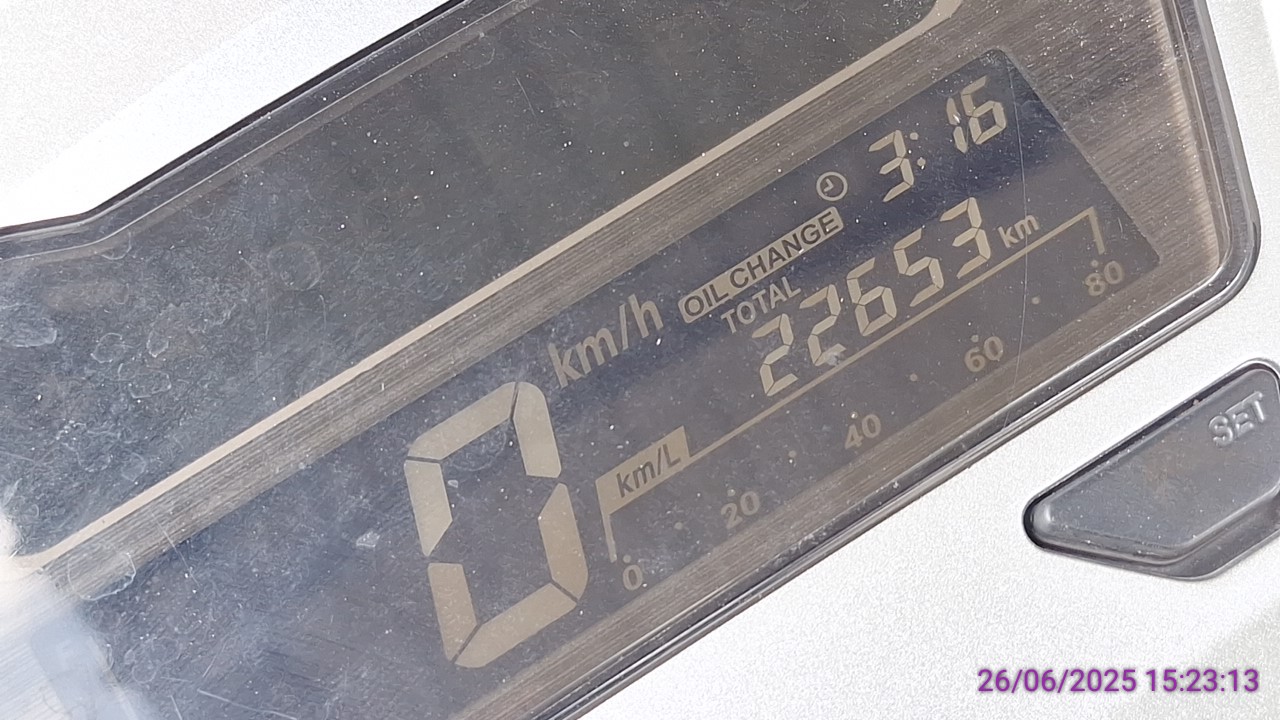 3:16
OIL CHANGE
TOTAL
22653 km
km/h
0
km/L
0 20 40 60 80
SET
26/06/2025 15:23:13